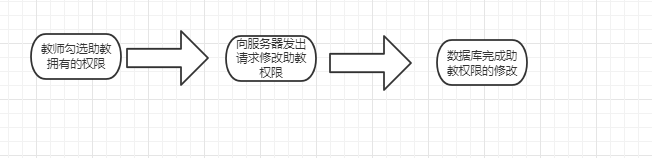 教师勾选助教
拥有的权限
向服务器发出
请求修改助教
权限
数据库完成助
教权限的修改